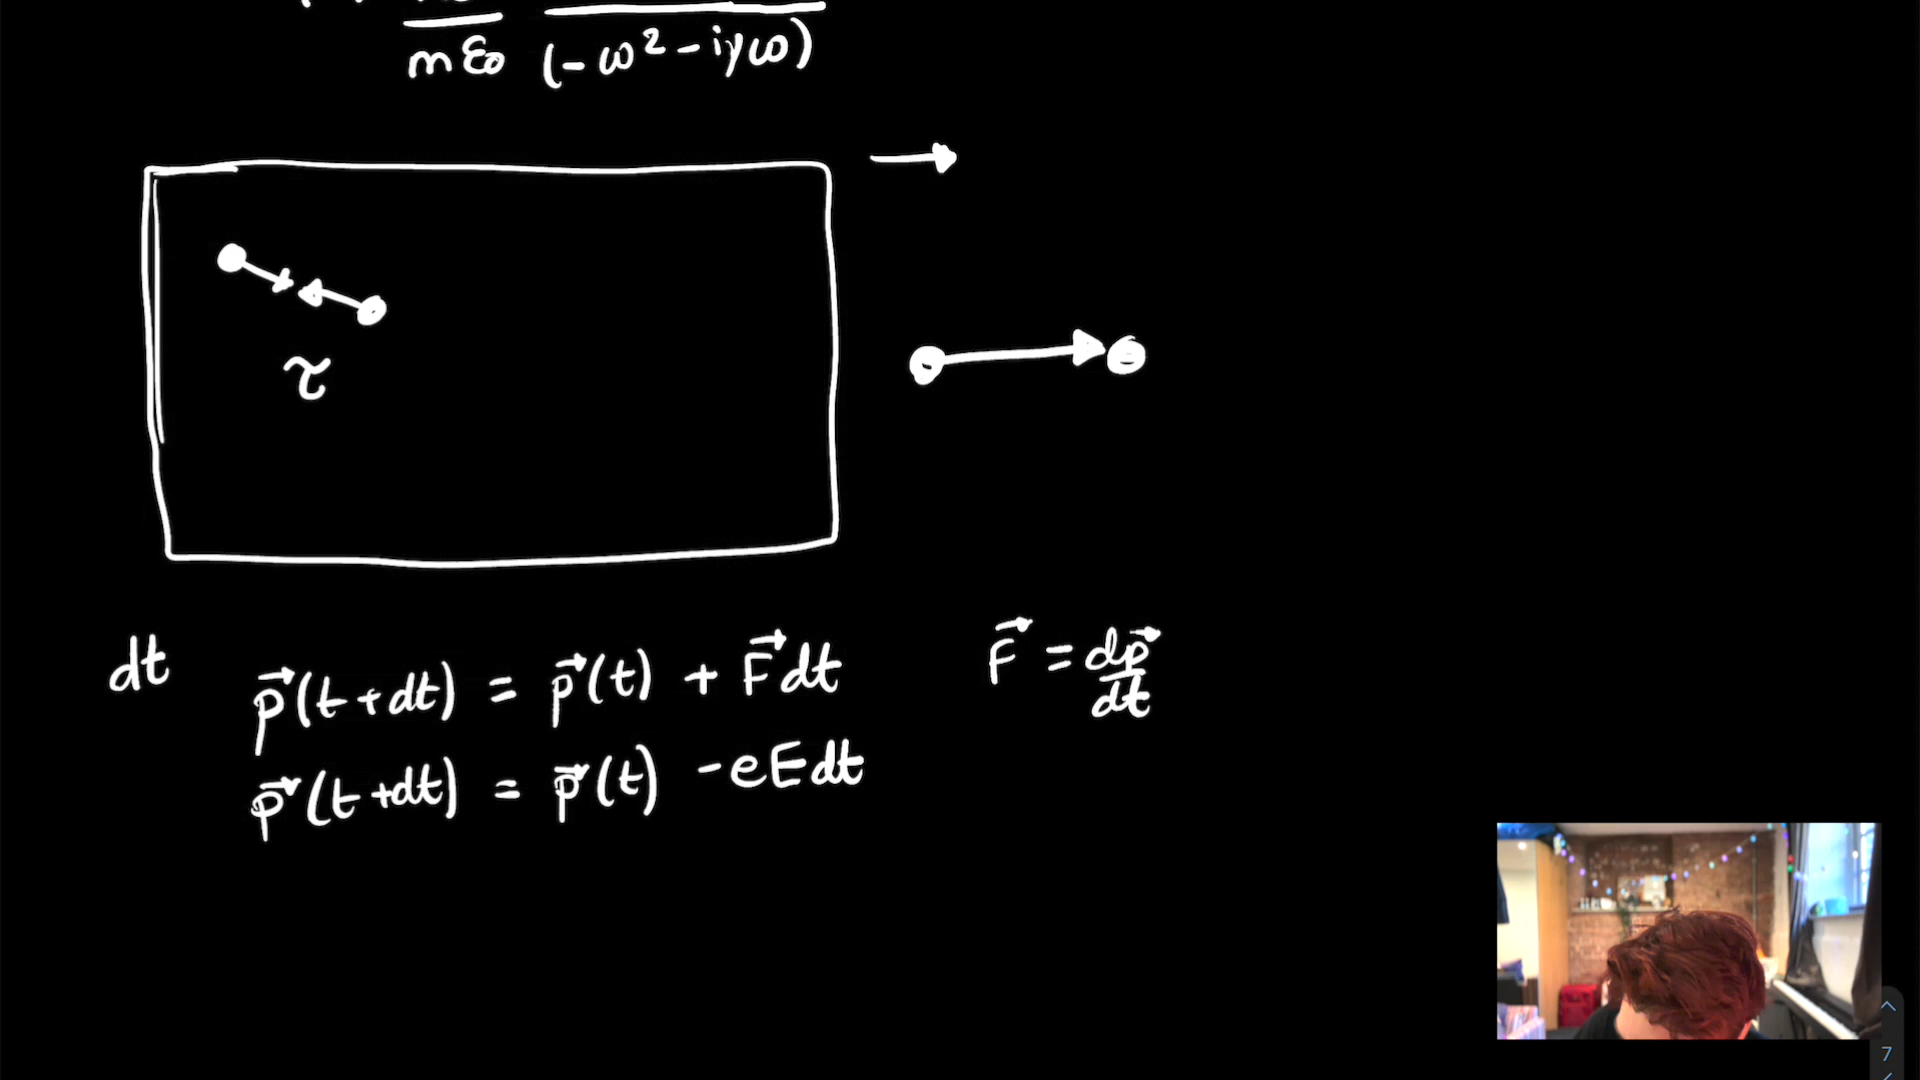 mε₀ (-ω² - iγω)
τ
dt
p⃗(t+dt) = p⃗(t) + F⃗dt
F⃗ = dp⃗/dt
p⃗(t+dt) = p⃗(t) - eEdt
7